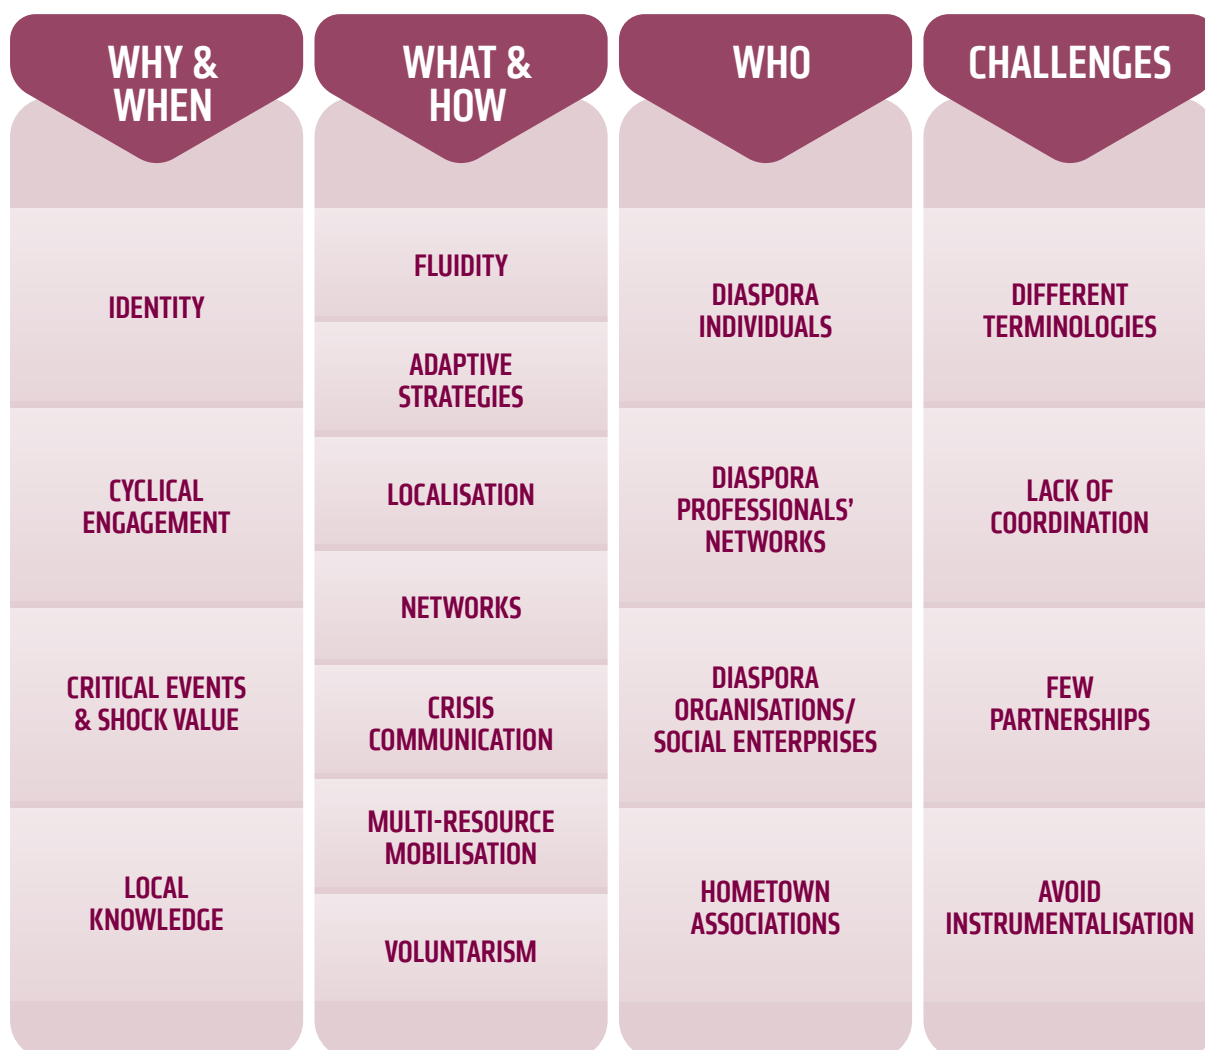 WHY &
WHEN
IDENTITY
CYCLICAL
ENGAGEMENT
CRITICAL EVENTS
& SHOCK VALUE
LOCAL
KNOWLEDGE
WHAT &
HOW
FLUIDITY
ADAPTIVE
STRATEGIES
LOCALISATION
NETWORKS
CRISIS
COMMUNICATION
MULTI-RESOURCE
MOBILISATION
VOLUNTARISM
WHO
DIASPORA
INDIVIDUALS
DIASPORA
PROFESSIONALS’
NETWORKS
DIASPORA
ORGANISATIONS/
SOCIAL ENTERPRISES
HOMETOWN
ASSOCIATIONS
CHALLENGES
DIFFERENT
TERMINOLOGIES
LACK OF
COORDINATION
FEW
PARTNERSHIPS
AVOID
INSTRUMENTALISATION